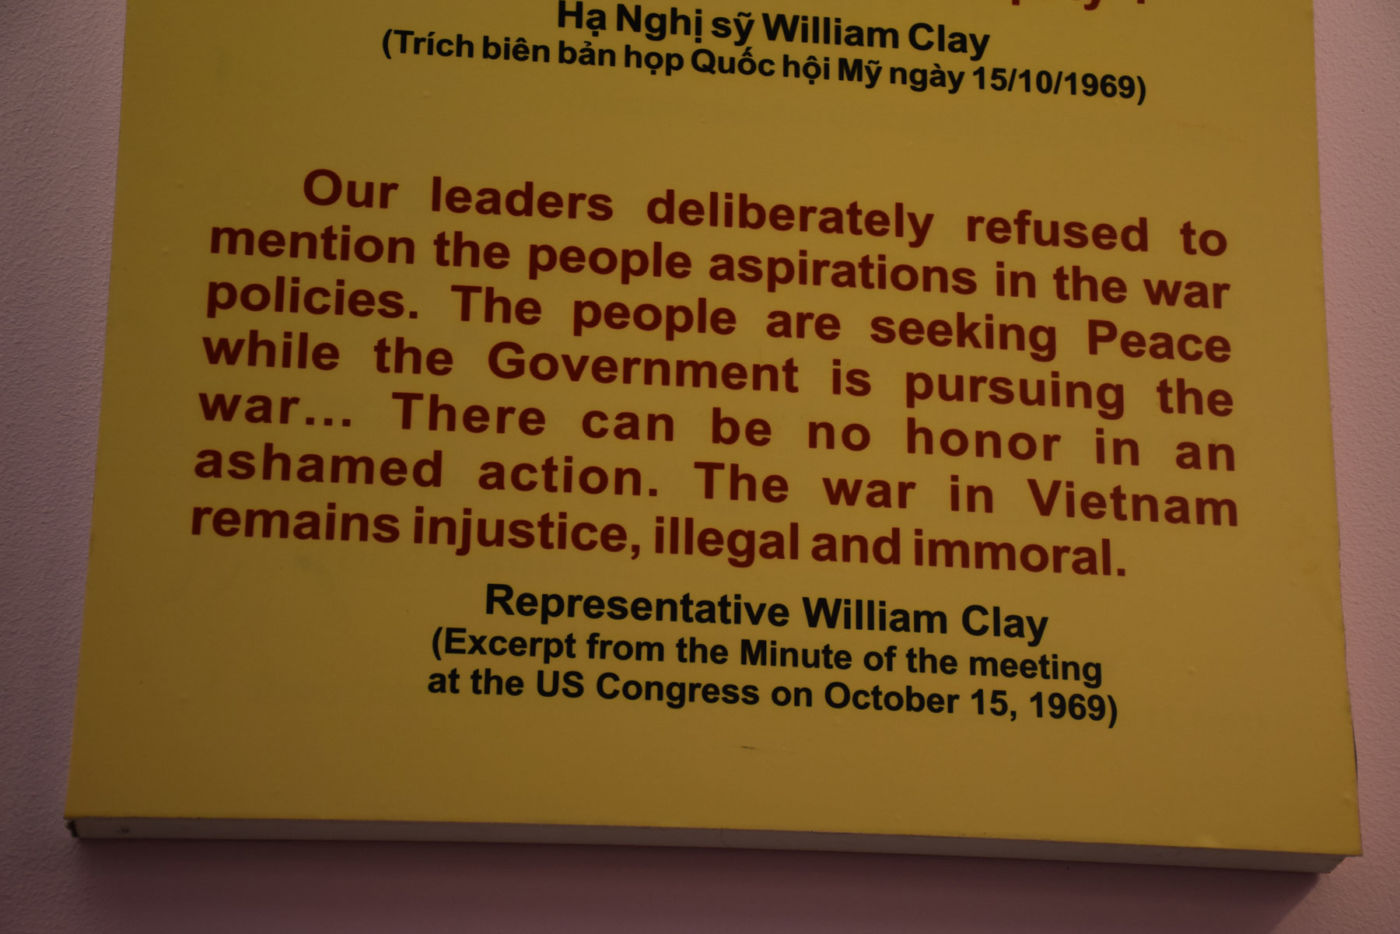 Hạ Nghị sỹ William Clay
(Trích biên bản họp Quốc hội Mỹ ngày 15/10/1969)
Our leaders deliberately refused to
mention the people aspirations in the war
policies. The people are seeking Peace
while the Government is pursuing the
war... There can be no honor in an
ashamed action. The war in Vietnam
remains injustice, illegal and immoral.
Representative William Clay
(Excerpt from the Minute of the meeting
at the US Congress on October 15, 1969)